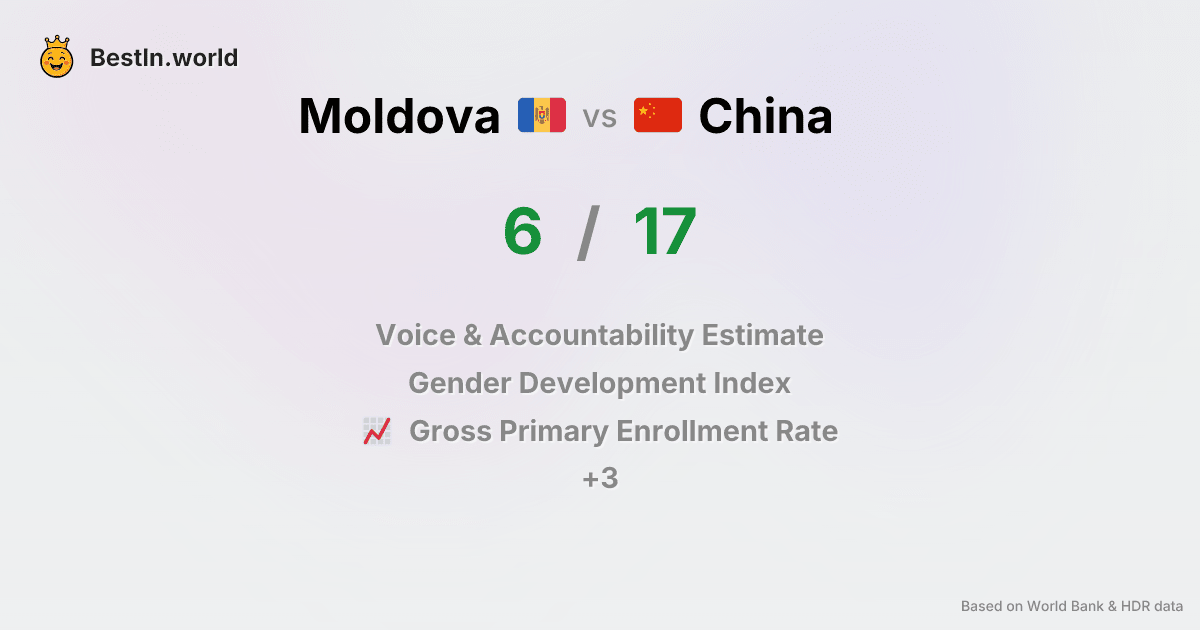 BestIn.world
Moldova vs China
6 / 17
Voice & Accountability Estimate
Gender Development Index
Gross Primary Enrollment Rate
+3
Based on World Bank & HDR data